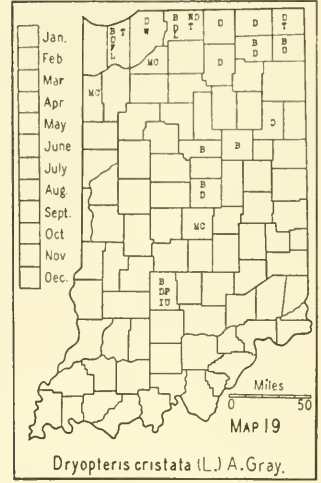 Jan.
Feb
Mar
Apr
May
June
July
Aug.
Sept.
Oct
Nov
Dec.
B T
D
F
L
D
W
B
D
L
ND
T
D
D
D
T
MC
D
B
D
B
D
MC
B
B
B
D
MC
B
DP
IU
Miles
0 50
MAP 19
Dryopteris cristata (L.) A. Gray.